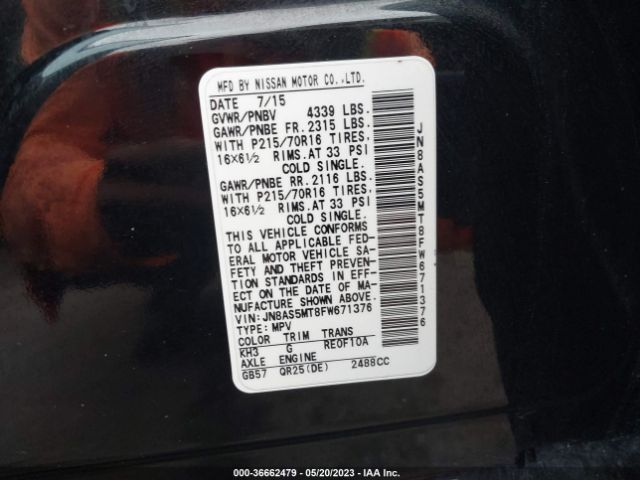 MFD BY NISSAN MOTOR CO.,LTD.
DATE 7/15
GVWR/PNBV 4339 LBS.
GAWR/PNBE FR. 2315 LBS.
WITH P215/70R16 TIRES,
16X6½ RIMS. AT 33 PSI
COLD SINGLE.
GAWR/PNBE RR. 2116 LBS.
WITH P215/70R16 TIRES,
16X6½ RIMS. AT 33 PSI
COLD SINGLE.
THIS VEHICLE CONFORMS
TO ALL APPLICABLE FED-
ERAL MOTOR VEHICLE SA-
FETY AND THEFT PREVEN-
TION STANDARDS IN EFF-
ECT ON THE DATE OF MA-
NUFACTURE SHOWN ABOVE.
VIN: JN8AS5MT8FW671376
TYPE: MPV
COLOR TRIM TRANS
KH3 G RE0F10A
AXLE ENGINE
GB57 QR25(DE) 2488CC
JN8AS5MT8FW671376
000-36662479 — 05/20/2023 — IAA Inc.